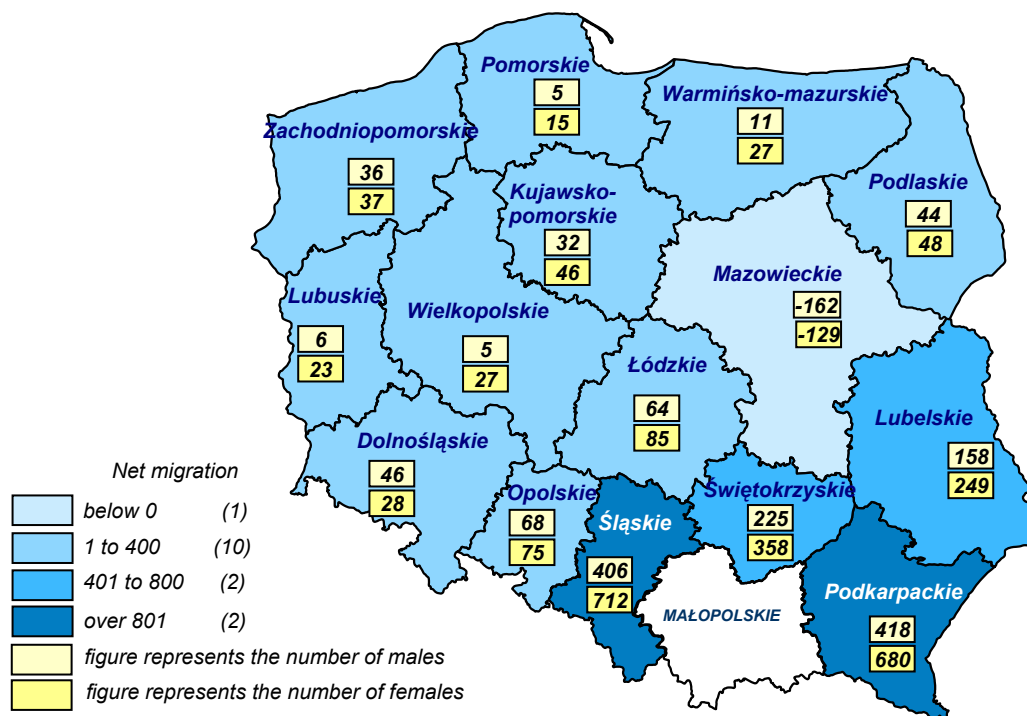 Pomorskie
5
15
Warmińsko-mazurskie
11
27
Zachodniopomorskie
36
37
Kujawsko-
pomorskie
32
46
Podlaskie
44
48
Mazowieckie
-162
-129
Lubuskie
6
23
Wielkopolskie
5
27
Łódzkie
64
85
Lubelskie
158
249
Dolnośląskie
46
28
Opolskie
68
75
Śląskie
406
712
Świętokrzyskie
225
358
MAŁOPOLSKIE
Podkarpackie
418
680
Net migration
below 0 (1)
1 to 400 (10)
401 to 800 (2)
over 801 (2)
figure represents the number of males
figure represents the number of females